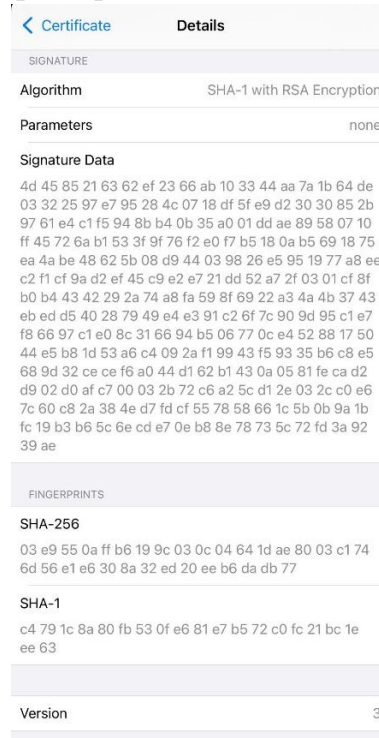 Certificate
Details
SIGNATURE
Algorithm SHA-1 with RSA Encryption
Parameters none
Signature Data
4d 45 85 21 63 62 ef 23 66 ab 10 33 44 aa 7a 1b 64 de
03 32 25 97 e7 95 28 4c 07 18 df 5f e9 d2 30 30 85 2b
97 61 e4 c1 f5 94 8b b4 0b 35 a0 01 dd ae 89 58 07 10
ff 45 72 6a b1 53 3f 9f 76 f2 e0 f7 b5 18 0a b5 69 18 75
ea 4a be 48 62 5b 08 d9 44 03 98 26 e5 95 19 77 a8 ee
c2 f1 cf 9a d2 ef 45 c9 e2 e7 21 dd 52 a7 2f 03 01 cf 8f
b0 b4 43 42 29 2a 74 a8 fa 59 8f 69 22 a3 4a 4b 37 43
eb ed d5 40 28 79 49 e4 e3 91 c2 6f 7c 90 9d 95 c1 e7
f8 66 97 c1 e0 8c 31 66 94 b5 06 77 0c e4 52 88 17 50
44 e5 b8 1d 53 a6 c4 09 2a f1 99 43 f5 93 35 b6 c8 e5
68 9d 32 ce ce f6 a0 44 d1 62 b1 43 0a 05 81 fe ca d2
d9 02 d0 af c7 00 03 2b 72 c6 a2 5c d1 2e 03 2c c0 e6
7c 60 c8 2a 38 4e d7 fd cf 55 78 58 66 1c 5b 0b 9a 1b
fc 19 b3 b6 5c 6e cd e7 0e b8 8e 78 73 5c 72 fd 3a 92
39 ae
FINGERPRINTS
SHA-256
03 e9 55 0a ff b6 19 9c 03 0c 04 64 1d ae 80 03 c1 74
6d 56 e1 e6 30 8a 32 ed 20 ee b6 da db 77
SHA-1
c4 79 1c 8a 80 fb 53 0f e6 81 e7 b5 72 c0 fc 21 bc 1e
ee 63
Version 3